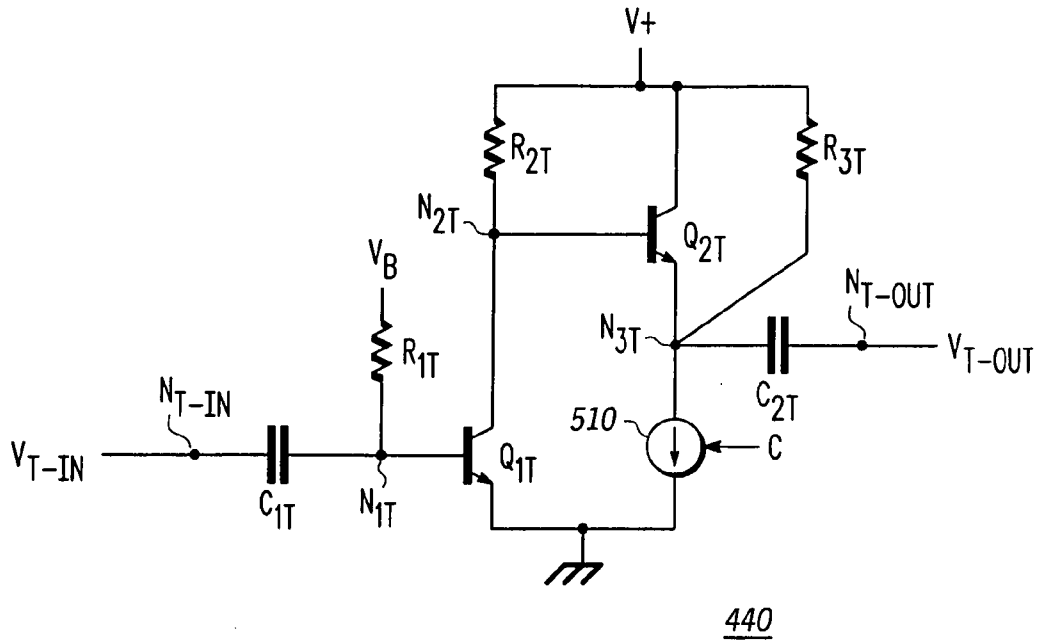 V+
R2T
R3T
N2T
Q2T
VB
NT-OUT
N3T
R1T
VT-OUT
NT-IN
C2T
510
C
VT-IN
Q1T
C1T
N1T
440